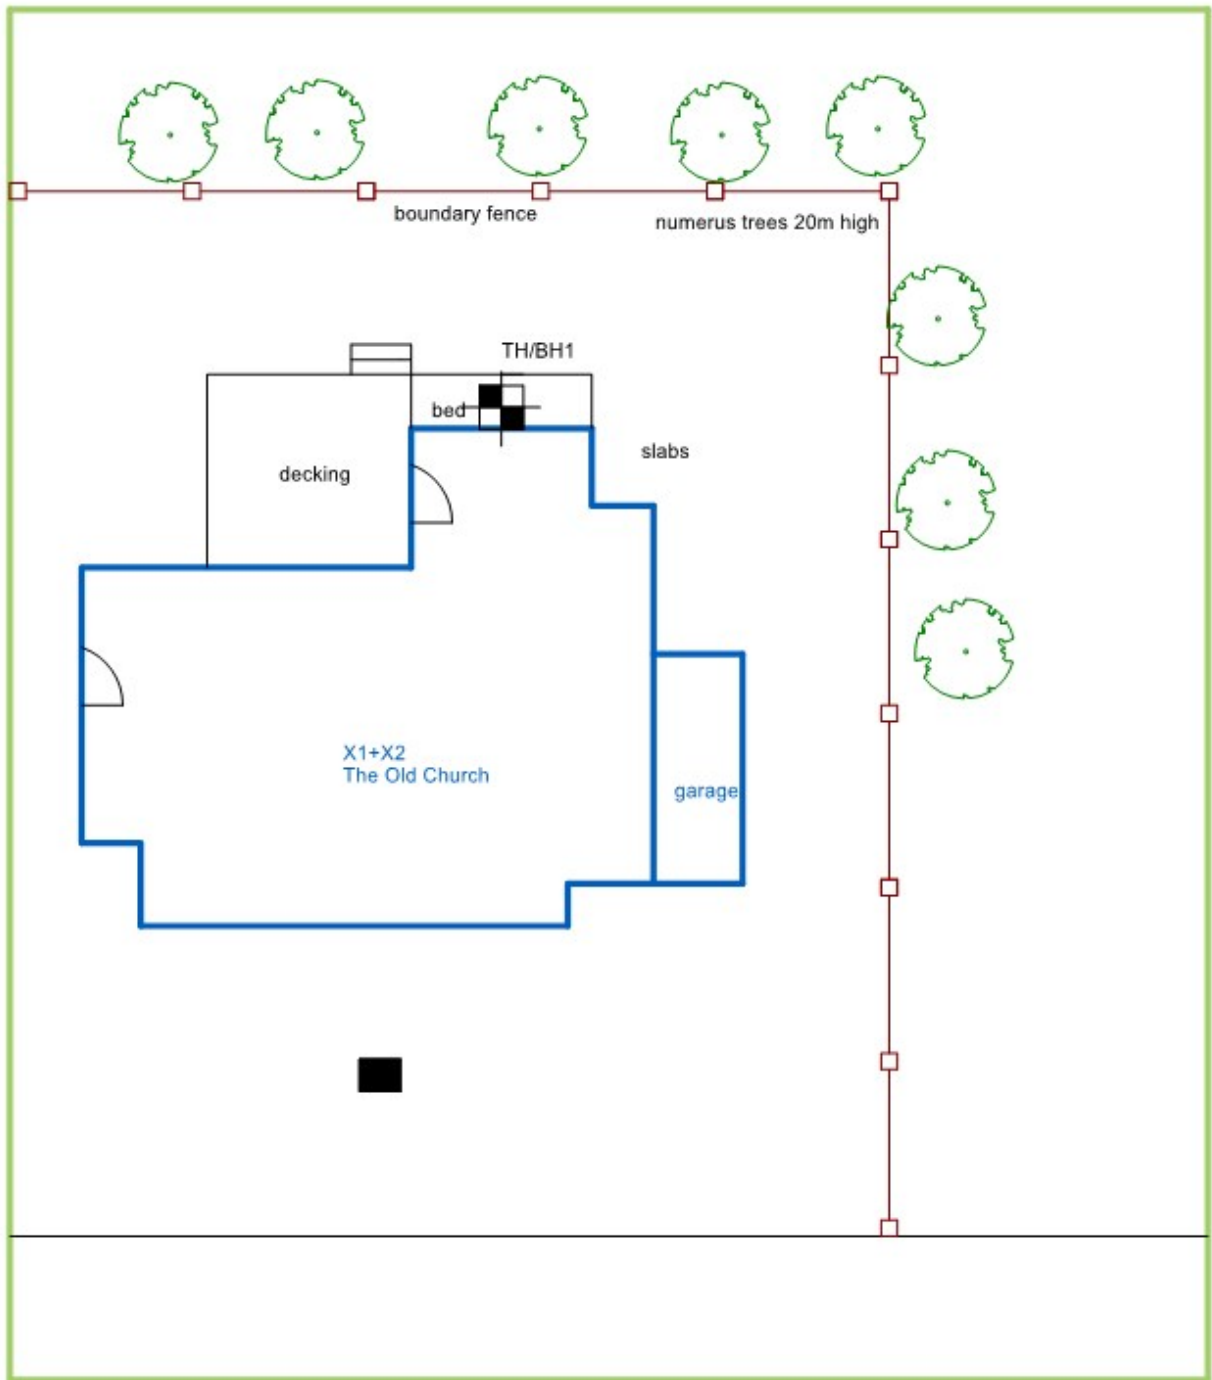 boundary fence
numerus trees 20m high
TH/BH1
bed
slabs
decking
X1+X2
The Old Church
garage